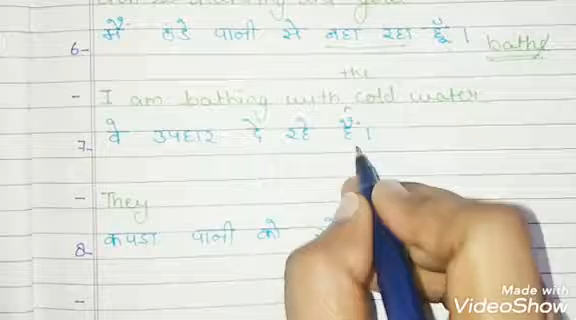 6- मैं ठंडे पानी से नहा रहा हूँ। bathe
the
- I am bathing with cold water
7- वे उपहार दे रहे हैं।
- They
8- कपडा पानी को
-
Made with
VideoShow